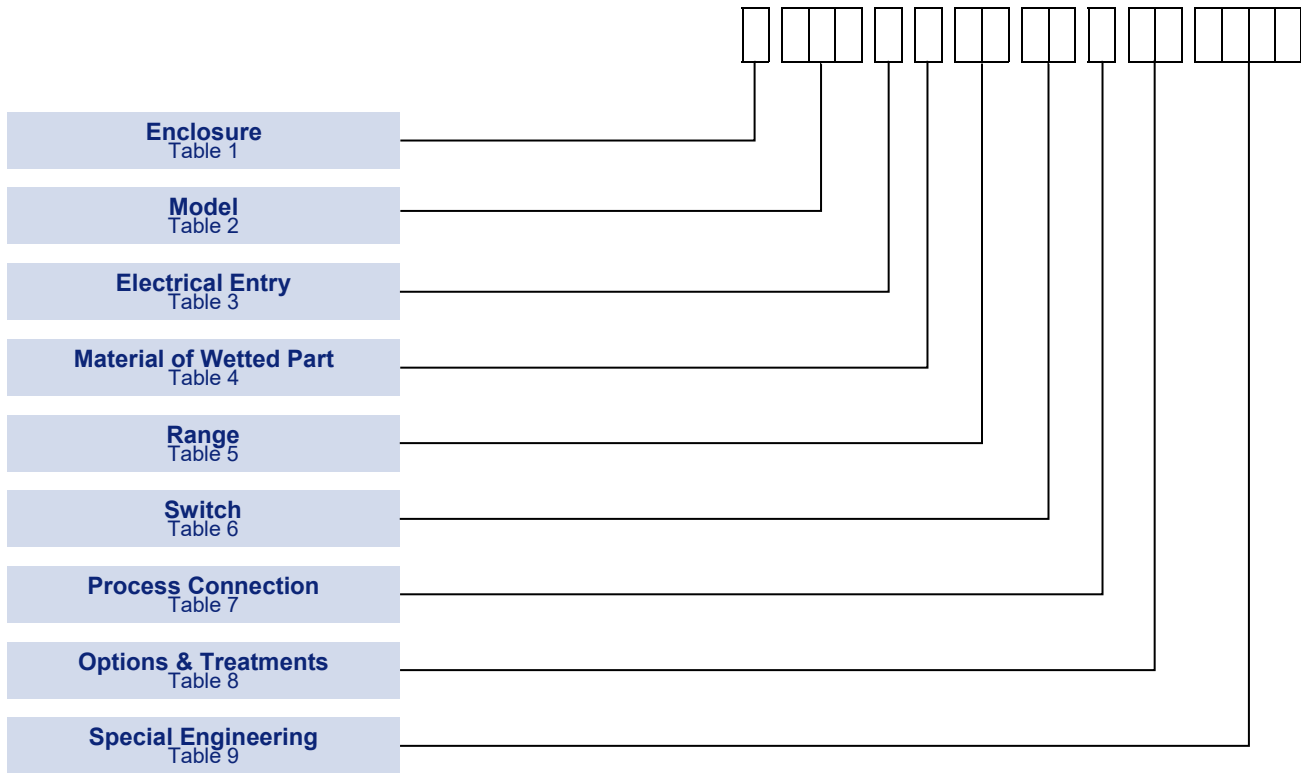 Enclosure
Table 1
Model
Table 2
Electrical Entry
Table 3
Material of Wetted Part
Table 4
Range
Table 5
Switch
Table 6
Process Connection
Table 7
Options & Treatments
Table 8
Special Engineering
Table 9